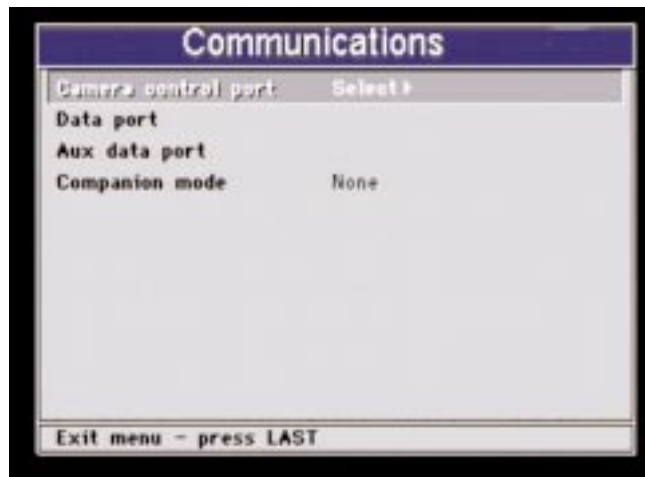 Communications
Camera control port Select
Data port
Aux data port
Companion mode None
Exit menu - press LAST